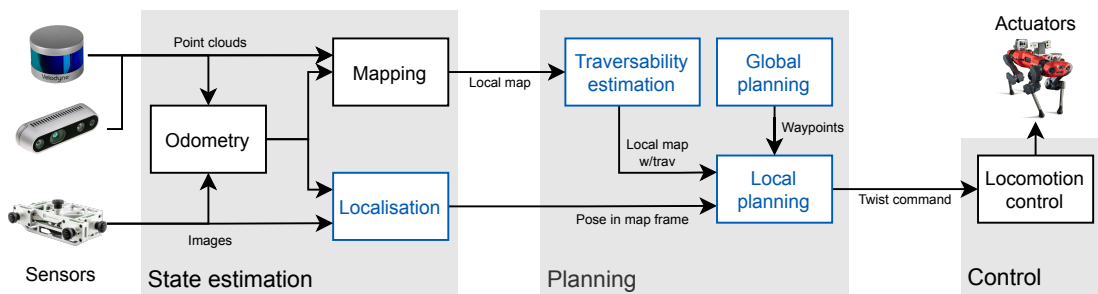 Velodyne
Sensors
Point clouds
Mapping
Odometry
Localisation
Images
State estimation
Local map
Traversability
estimation
Global
planning
Waypoints
Local map
w/trav
Local
planning
Pose in map frame
Planning
Twist command
Actuators
Locomotion
control
Control